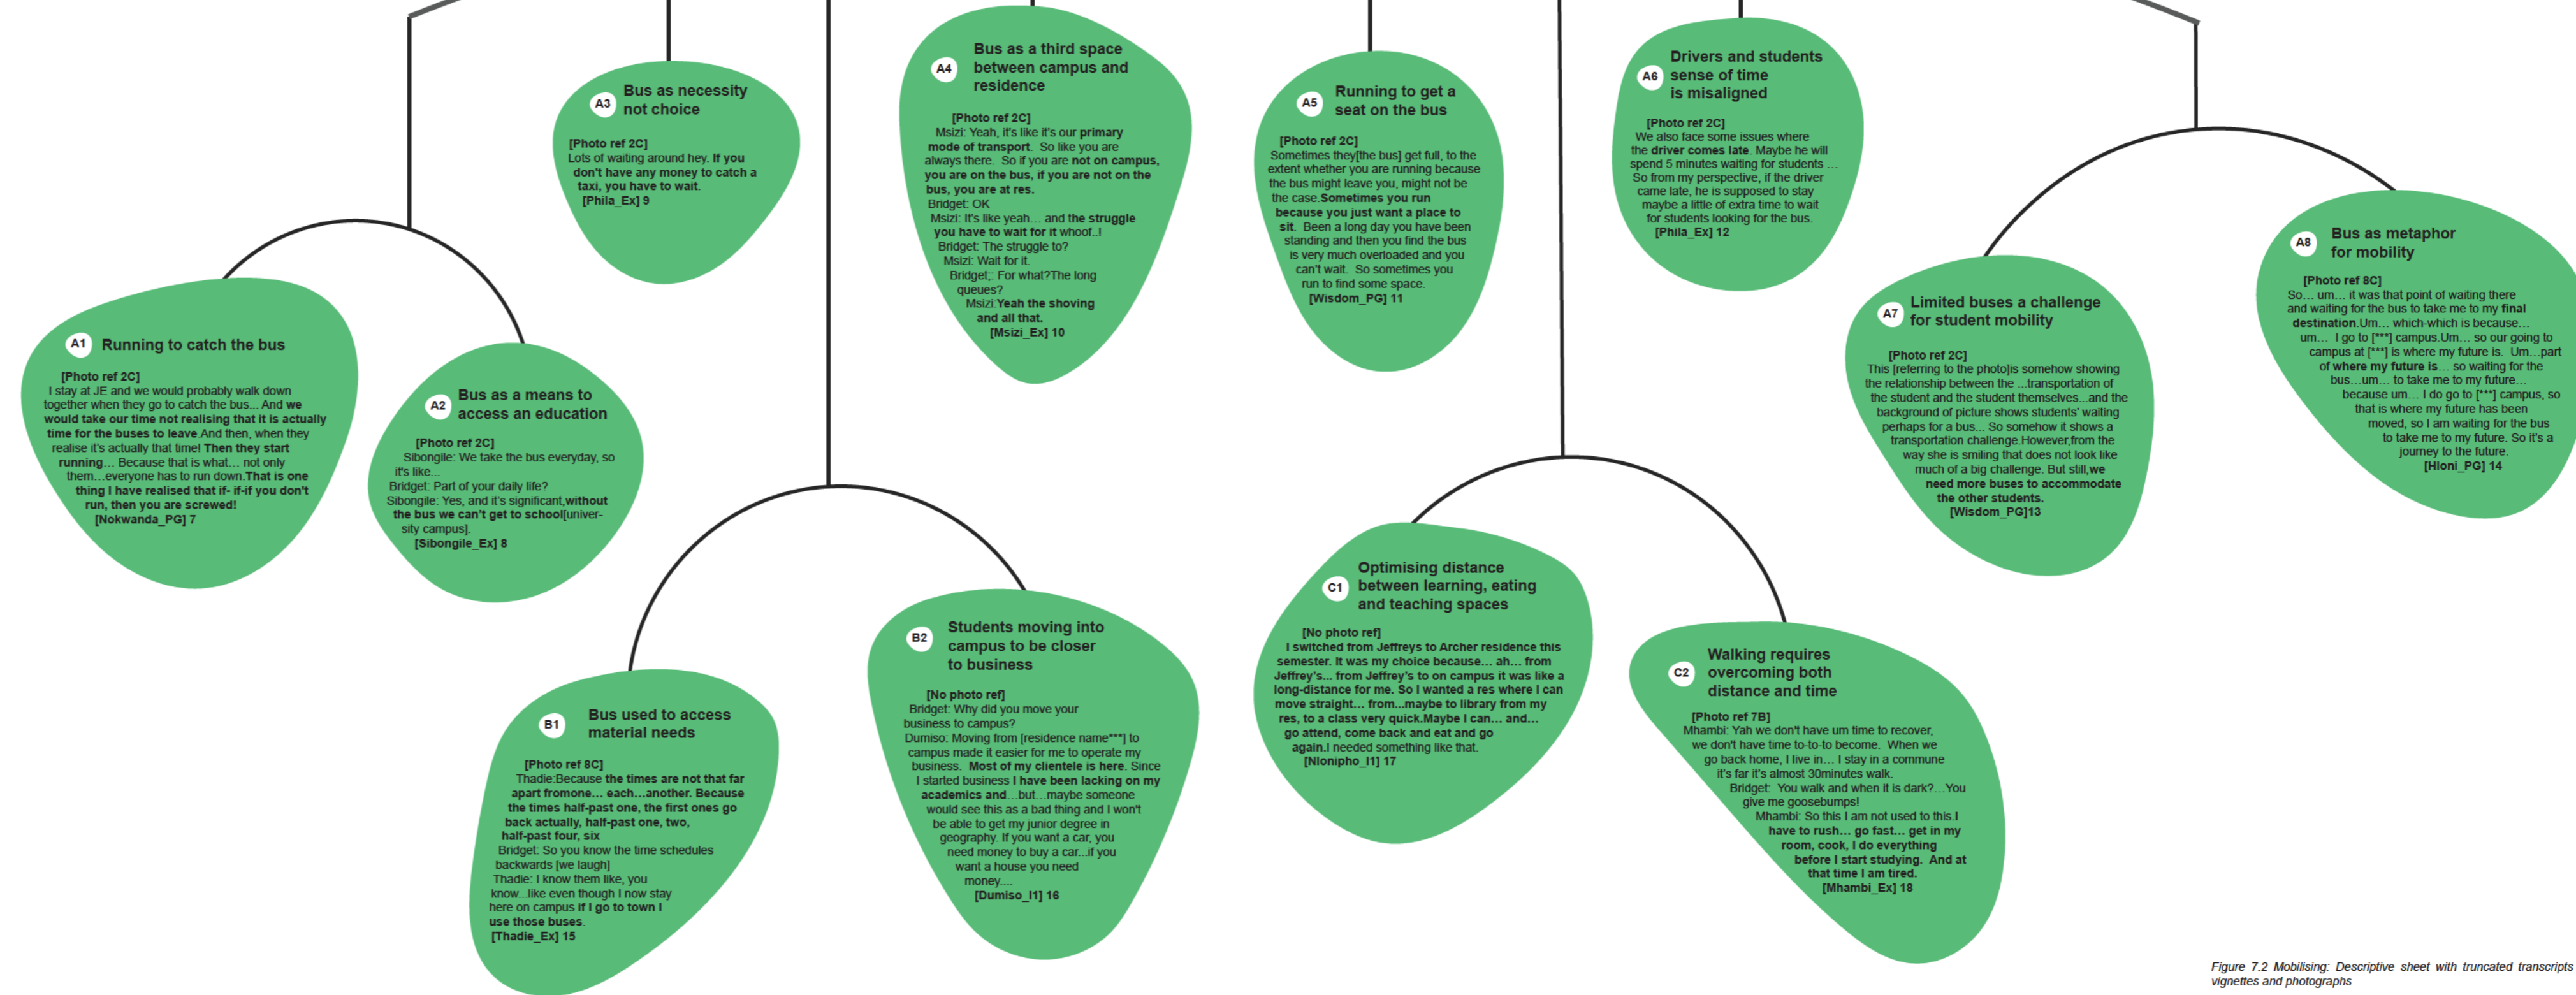 A1
Running to catch the bus
[Photo ref 2C]
I stay at JE and we would probably walk down
together when they go to catch the bus... And we
would take our time not realising that it is actually
time for the buses to leave.And then, when they
realise it's actually that time! Then they start
running… Because that is what… not only
them…everyone has to run down.That is one
thing I have realised that if- if-if you don't
run, then you are screwed!
[Nokwanda_PG] 7
A2
Bus as a means to
access an education
[Photo ref 2C]
Sibongile: We take the bus everyday, so
it's like...
Bridget: Part of your daily life?
Sibongile: Yes, and it's significant,without
the bus we can't get to school[univer-
sity campus].
[Sibongile_Ex] 8
A3
Bus as necessity
not choice
[Photo ref 2C]
Lots of waiting around hey. If you
don't have any money to catch a
taxi, you have to wait.
[Phila_Ex] 9
A4
Bus as a third space
between campus and
residence
[Photo ref 2C]
Msizi: Yeah, it's like it's our primary
mode of transport.  So like you are
always there.  So if you are not on campus,
you are on the bus, if you are not on the
bus, you are at res.
Bridget: OK
Msizi: It's like yeah… and the struggle
you have to wait for it whoof..!
Bridget: The struggle to?
Msizi: Wait for it.
Bridget;: For what?The long
queues?
Msizi:Yeah the shoving
and all that.
[Msizi_Ex] 10
A5
Running to get a
seat on the bus
[Photo ref 2C]
Sometimes they[the bus] get full, to the
extent whether you are running because
the bus might leave you, might not be
the case.Sometimes you run
because you just want a place to
sit.  Been a long day you have been
standing and then you find the bus
is very much overloaded and you
can't wait.  So sometimes you
run to find some space.
[Wisdom_PG] 11
A6
Drivers and students
sense of time
is misaligned
[Photo ref 2C]
We also face some issues where
the driver comes late. Maybe he will
spend 5 minutes waiting for students …
So from my perspective, if the driver
came late, he is supposed to stay
maybe a little of extra time to wait
for students looking for the bus.
[Phila_Ex] 12
A7
Limited buses a challenge
for student mobility
[Photo ref 2C]
This [referring to the photo]is somehow showing
the relationship between the ...transportation of
the student and the student themselves...and the
background of picture shows students' waiting
perhaps for a bus... So somehow it shows a
transportation challenge.However,from the
way she is smiling that does not look like
much of a big challenge. But still,we
need more buses to accommodate
the other students.
[Wisdom_PG]13
A8
Bus as metaphor
for mobility
[Photo ref 8C]
So… um… it was that point of waiting there
and waiting for the bus to take me to my final
destination.Um… which-which is because…
um…  I go to [***] campus.Um… so our going to
campus at [***] is where my future is.  Um…part
of where my future is… so waiting for the
bus…um… to take me to my future…
because um… I do go to [***] campus, so
that is where my future has been
moved, so I am waiting for the bus
to take me to my future. So it's a
journey to the future.
[Hloni_PG] 14
B1
Bus used to access
material needs
[Photo ref 8C]
Thadie:Because the times are not that far
apart fromone… each…another. Because
the times half-past one, the first ones go
back actually, half-past one, two,
half-past four, six
Bridget: So you know the time schedules
backwards [we laugh]
Thadie: I know them like, you
know...like even though I now stay
here on campus if I go to town I
use those buses.
[Thadie_Ex] 15
B2
Students moving into
campus to be closer
to business
[No photo ref]
Bridget: Why did you move your
business to campus?
Dumiso: Moving from [residence name***] to
campus made it easier for me to operate my
business.  Most of my clientele is here. Since
I started business I have been lacking on my
academics and…but…maybe someone
would see this as a bad thing and I won't
be able to get my junior degree in
geography. If you want a car, you
need money to buy a car...if you
want a house you need
money....
[Dumiso_I1] 16
C1
Optimising distance
between learning, eating
and teaching spaces
[No photo ref]
I switched from Jeffreys to Archer residence this
semester. It was my choice because… ah… from
Jeffrey's... from Jeffrey's to on campus it was like a
long-distance for me. So I wanted a res where I can
move straight… from...maybe to library from my
res, to a class very quick.Maybe I can… and…
go attend, come back and eat and go
again.I needed something like that.
[Nlonipho_I1] 17
C2
Walking requires
overcoming both
distance and time
[Photo ref 7B]
Mhambi: Yah we don't have um time to recover,
we don't have time to-to-to become.  When we
go back home, I live in… I stay in a commune
it's far it's almost 30minutes walk.
Bridget:  You walk and when it is dark?…You
give me goosebumps!
Mhambi: So this I am not used to this.I
have to rush… go fast… get in my
room, cook, I do everything
before I start studying.  And at
that time I am tired.
[Mhambi_Ex] 18
Figure 7.2 Mobilising: Descriptive sheet with truncated transcripts
vignettes and photographs